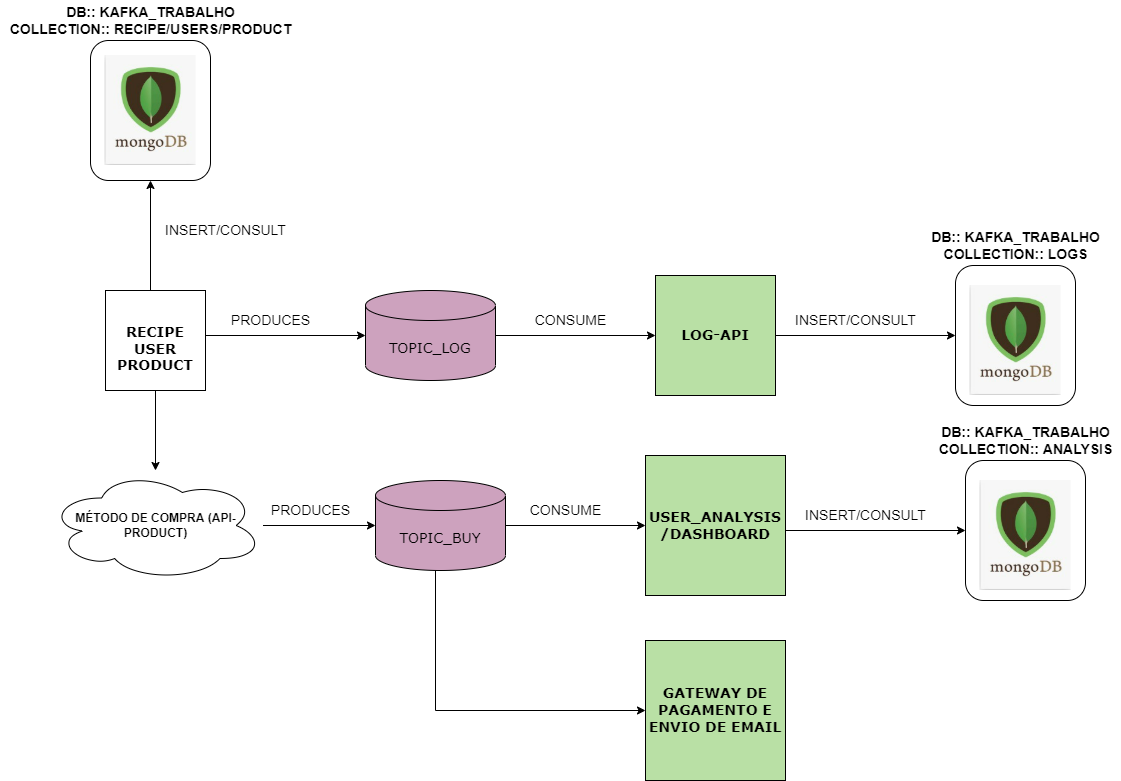 DB:: KAFKA_TRABALHO
COLLECTION:: RECIPE/USERS/PRODUCT
mongoDB
INSERT/CONSULT
RECIPE
USER
PRODUCT
PRODUCES
TOPIC_LOG
CONSUME
LOG-API
INSERT/CONSULT
DB:: KAFKA_TRABALHO
COLLECTION:: LOGS
mongoDB
MÉTODO DE COMPRA (API-
PRODUCT)
PRODUCES
TOPIC_BUY
CONSUME
USER_ANALYSIS
/DASHBOARD
INSERT/CONSULT
DB:: KAFKA_TRABALHO
COLLECTION:: ANALYSIS
mongoDB
GATEWAY DE
PAGAMENTO E
ENVIO DE EMAIL